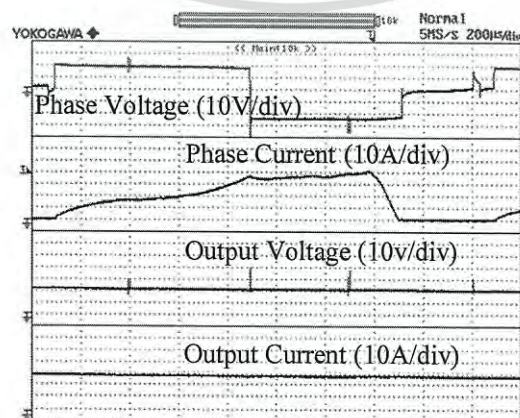 10k Normal
YOKOGAWA ◆ 5MS/s 200µs/div
<< Main:10k >>
Phase Voltage (10V/div)
Phase Current (10A/div)
Output Voltage (10v/div)
Output Current (10A/div)